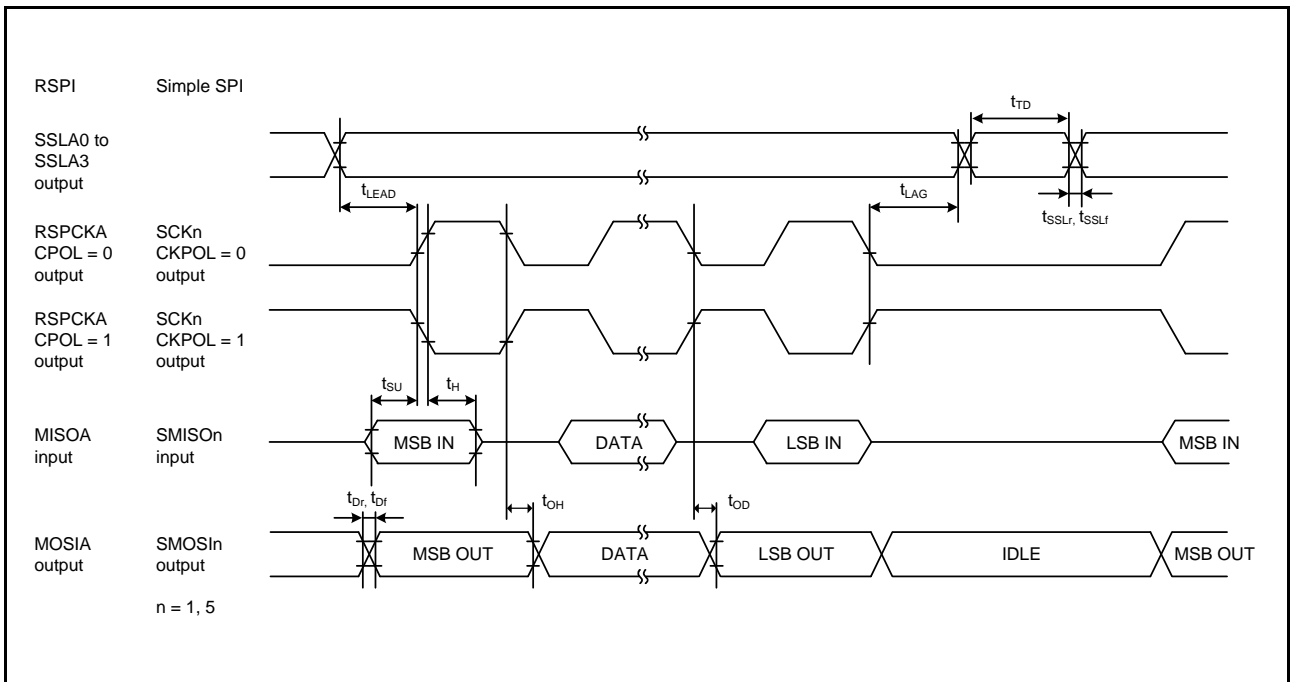 RSPI Simple SPI
tTD
SSLA0 to
SSLA3
output
tLEAD
tLAG
tSSLr, tSSLf
RSPCKA SCKn
CPOL = 0 CKPOL = 0
output output
RSPCKA SCKn
CPOL = 1 CKPOL = 1
output output
tSU tH
MISOA SMISOn
input input
MSB IN DATA LSB IN MSB IN
tDr, tDf tOH tOD
MOSIA SMOSIn
output output
MSB OUT DATA LSB OUT IDLE MSB OUT
n = 1, 5